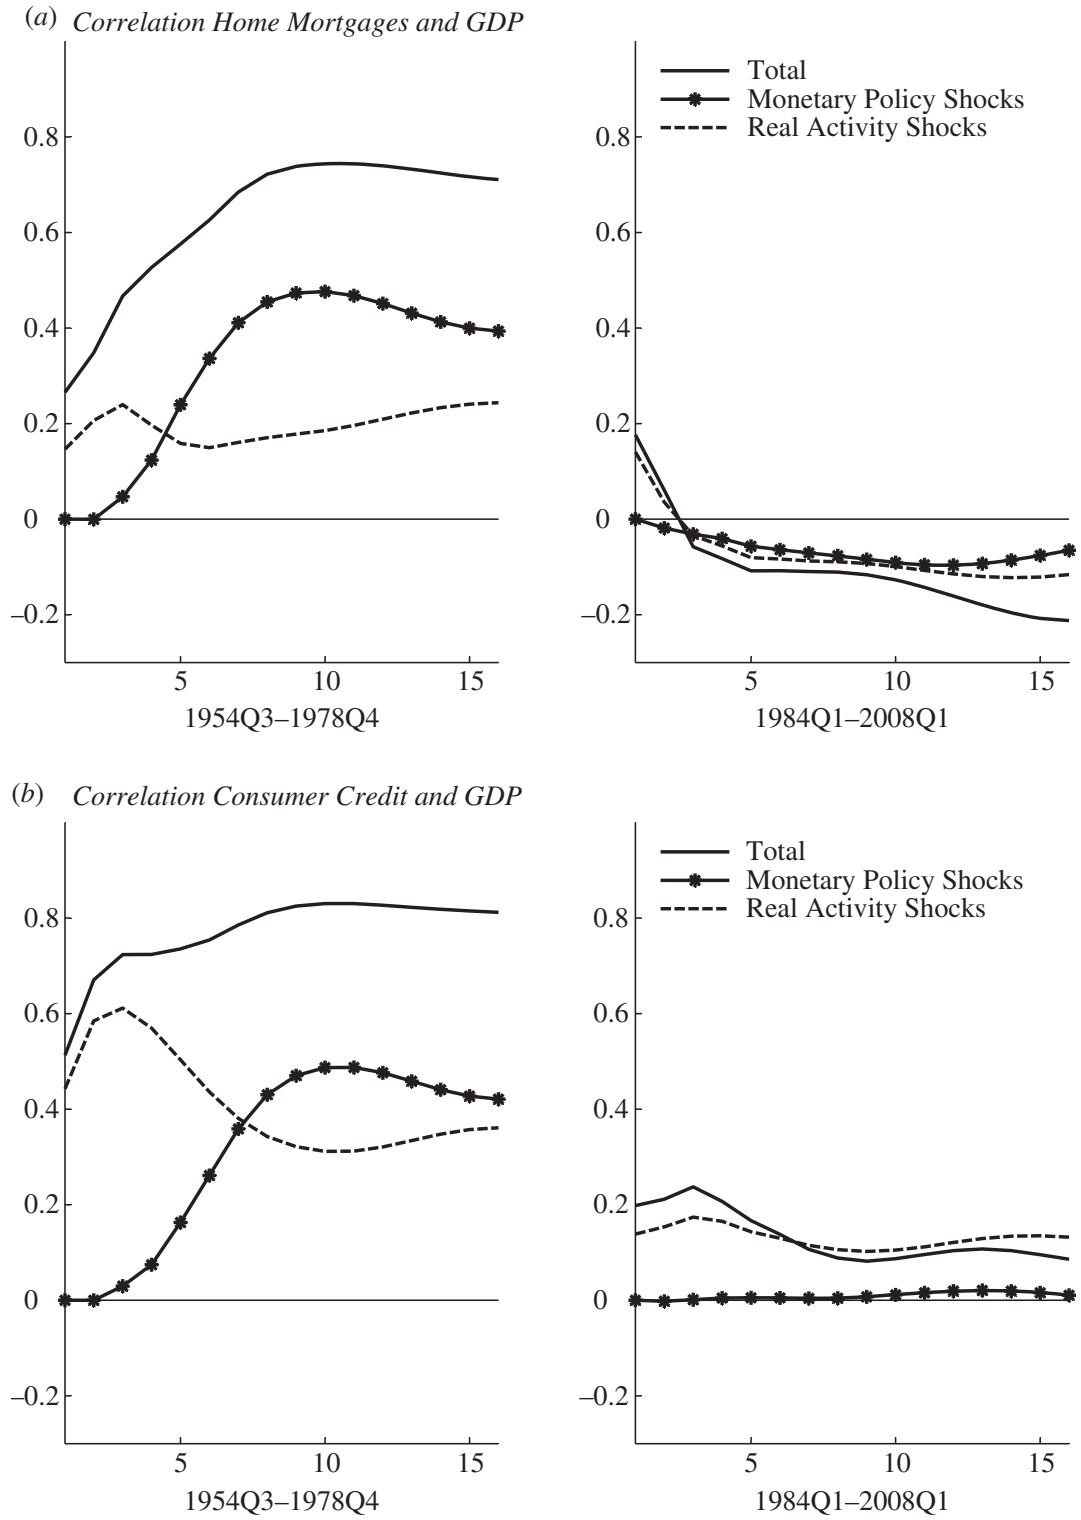 (a) Correlation Home Mortgages and GDP
Total
Monetary Policy Shocks
Real Activity Shocks
0.8
0.6
0.4
0.2
0
–0.2
5 10 15
1954Q3–1978Q4
0.8
0.6
0.4
0.2
0
–0.2
5 10 15
1984Q1–2008Q1
(b) Correlation Consumer Credit and GDP
Total
Monetary Policy Shocks
Real Activity Shocks
0.8
0.6
0.4
0.2
0
–0.2
5 10 15
1954Q3–1978Q4
0.8
0.6
0.4
0.2
0
–0.2
5 10 15
1984Q1–2008Q1